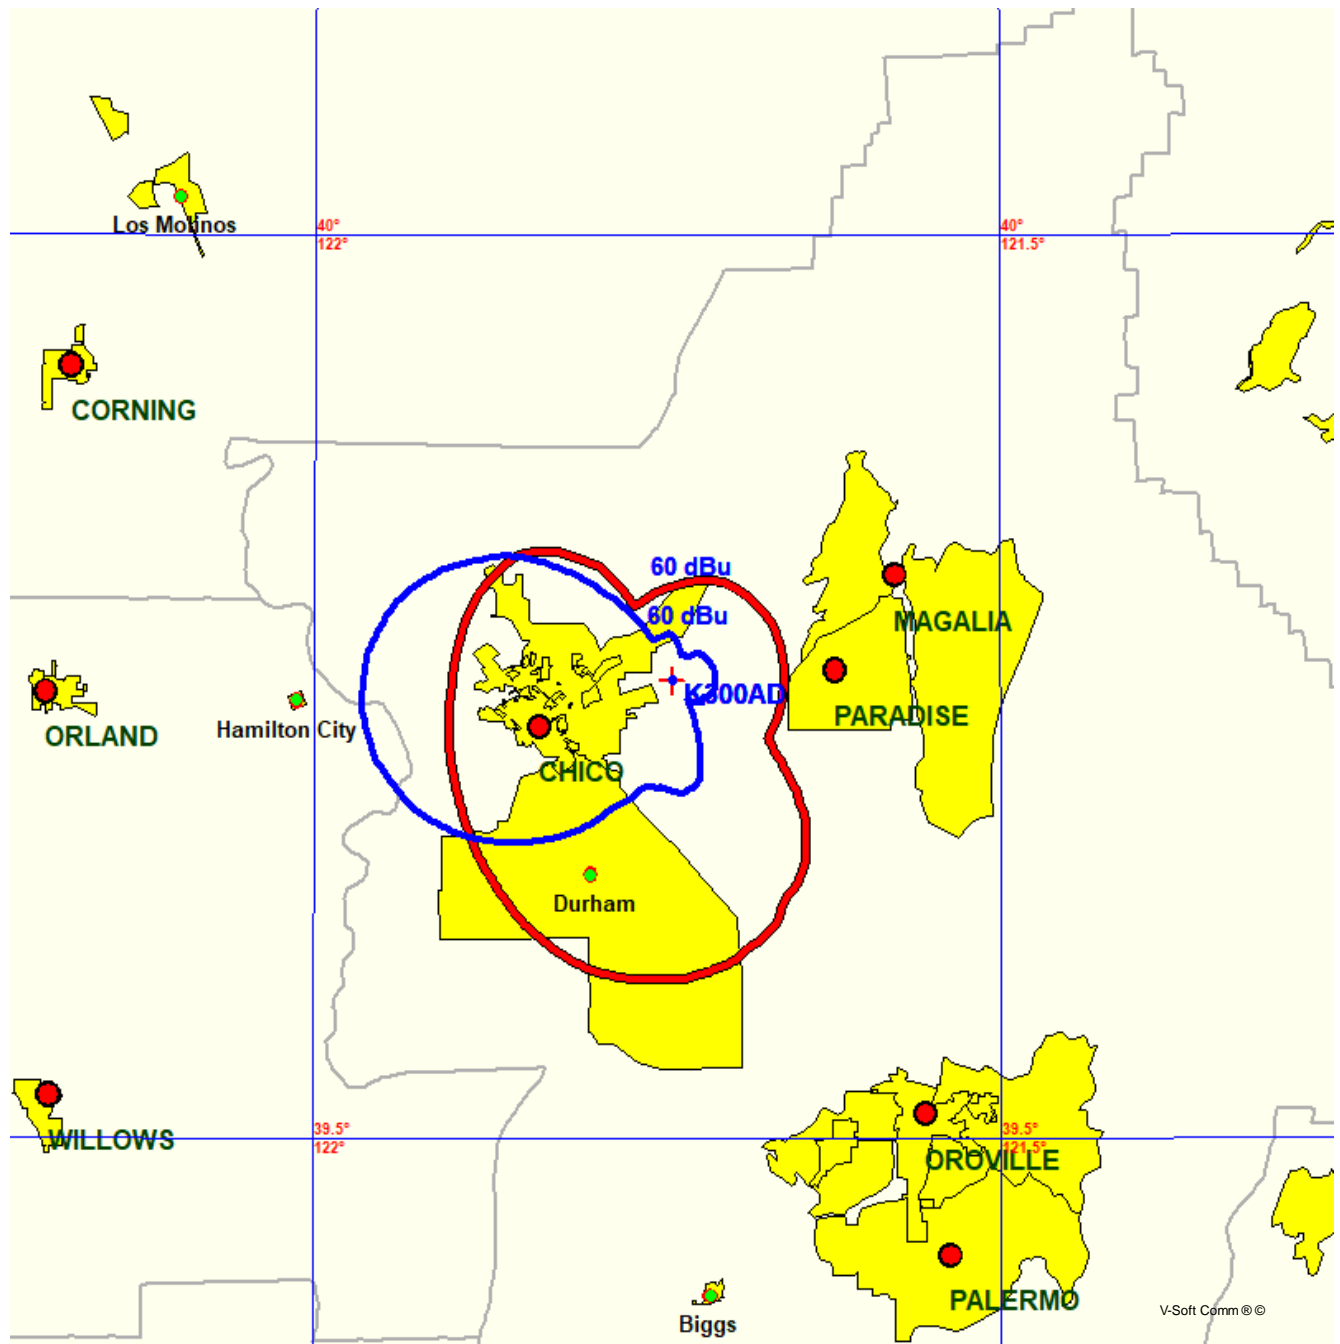 Los Molinos
40°
122°
40°
121.5°
CORNING
60 dBu
60 dBu
MAGALIA
K300AD
PARADISE
ORLAND
Hamilton City
CHICO
Durham
39.5°
122°
39.5°
121.5°
WILLOWS
OROVILLE
PALERMO
V-Soft Comm ® ©
Biggs